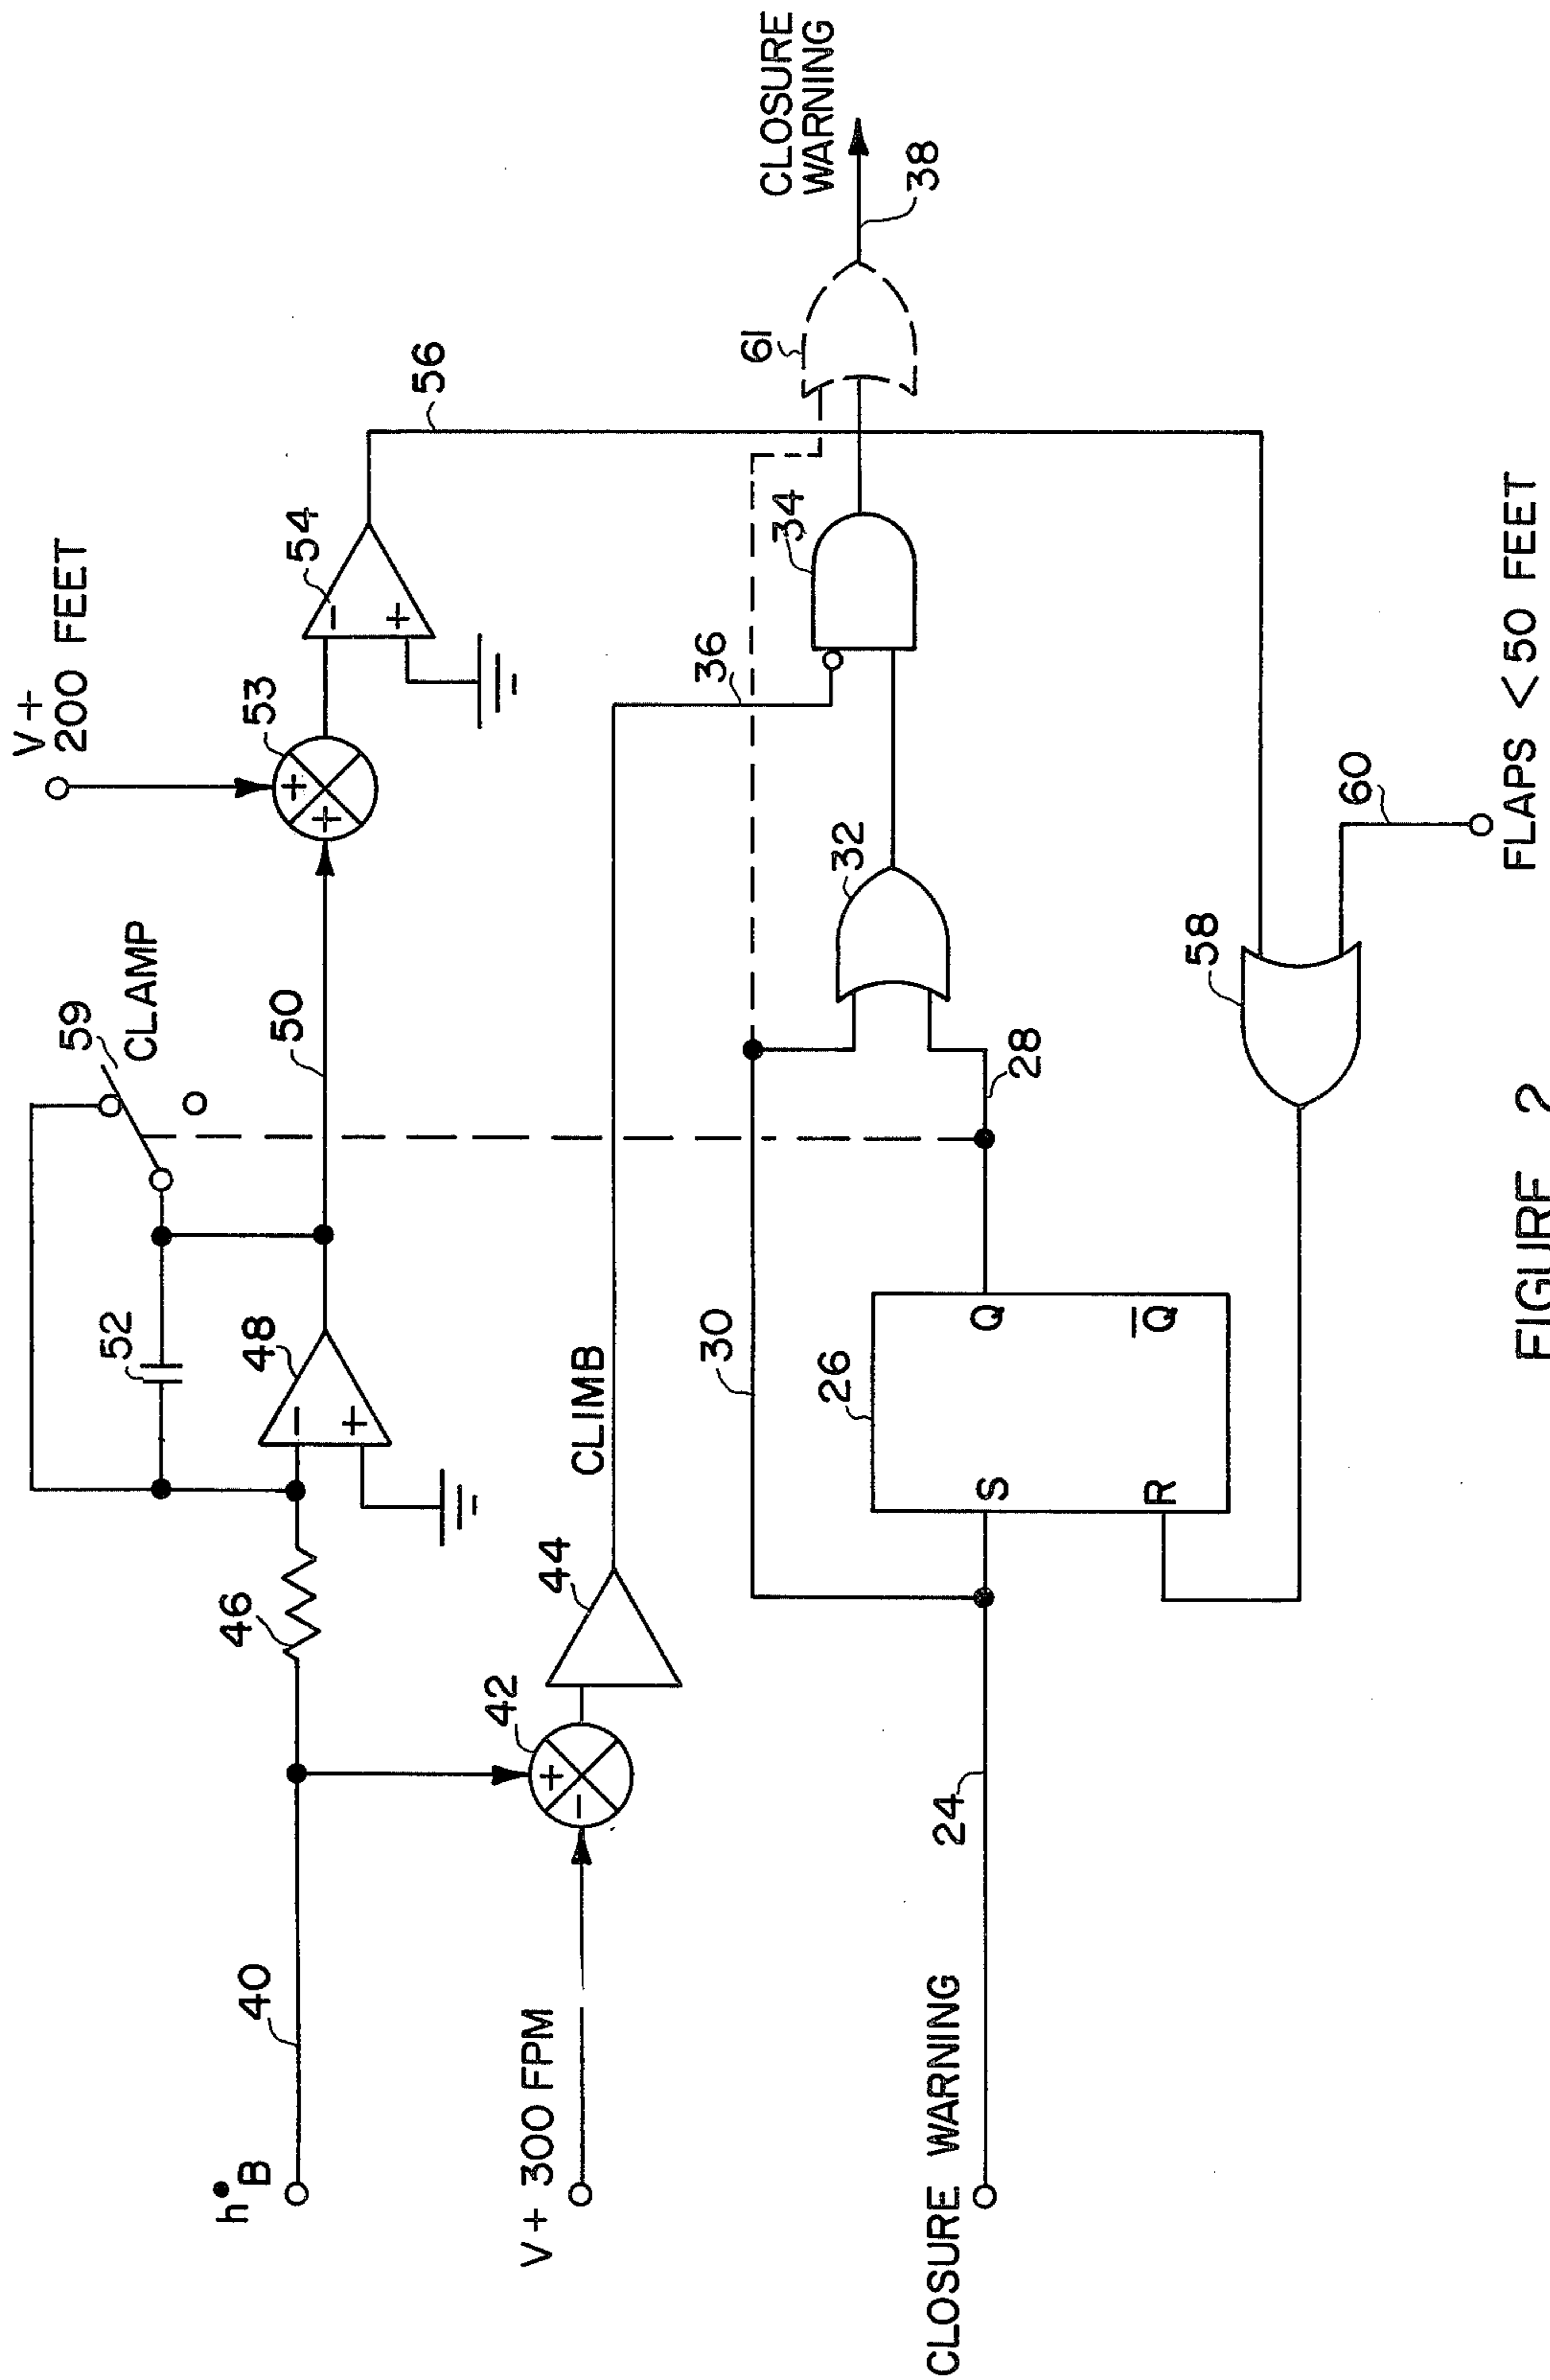 V+
200 FEET
59
CLAMP
52
53
54
56
48
50
46
40
ḣB
42
44
CLIMB
36
V+ 300 FPM
61
CLOSURE
WARNING
38
34
32
30
28
26
S
Q
R
Q̅
CLOSURE WARNING
24
58
60
FLAPS <50 FEET
FIGURE 2
+
+
-
+
-
+
+
-